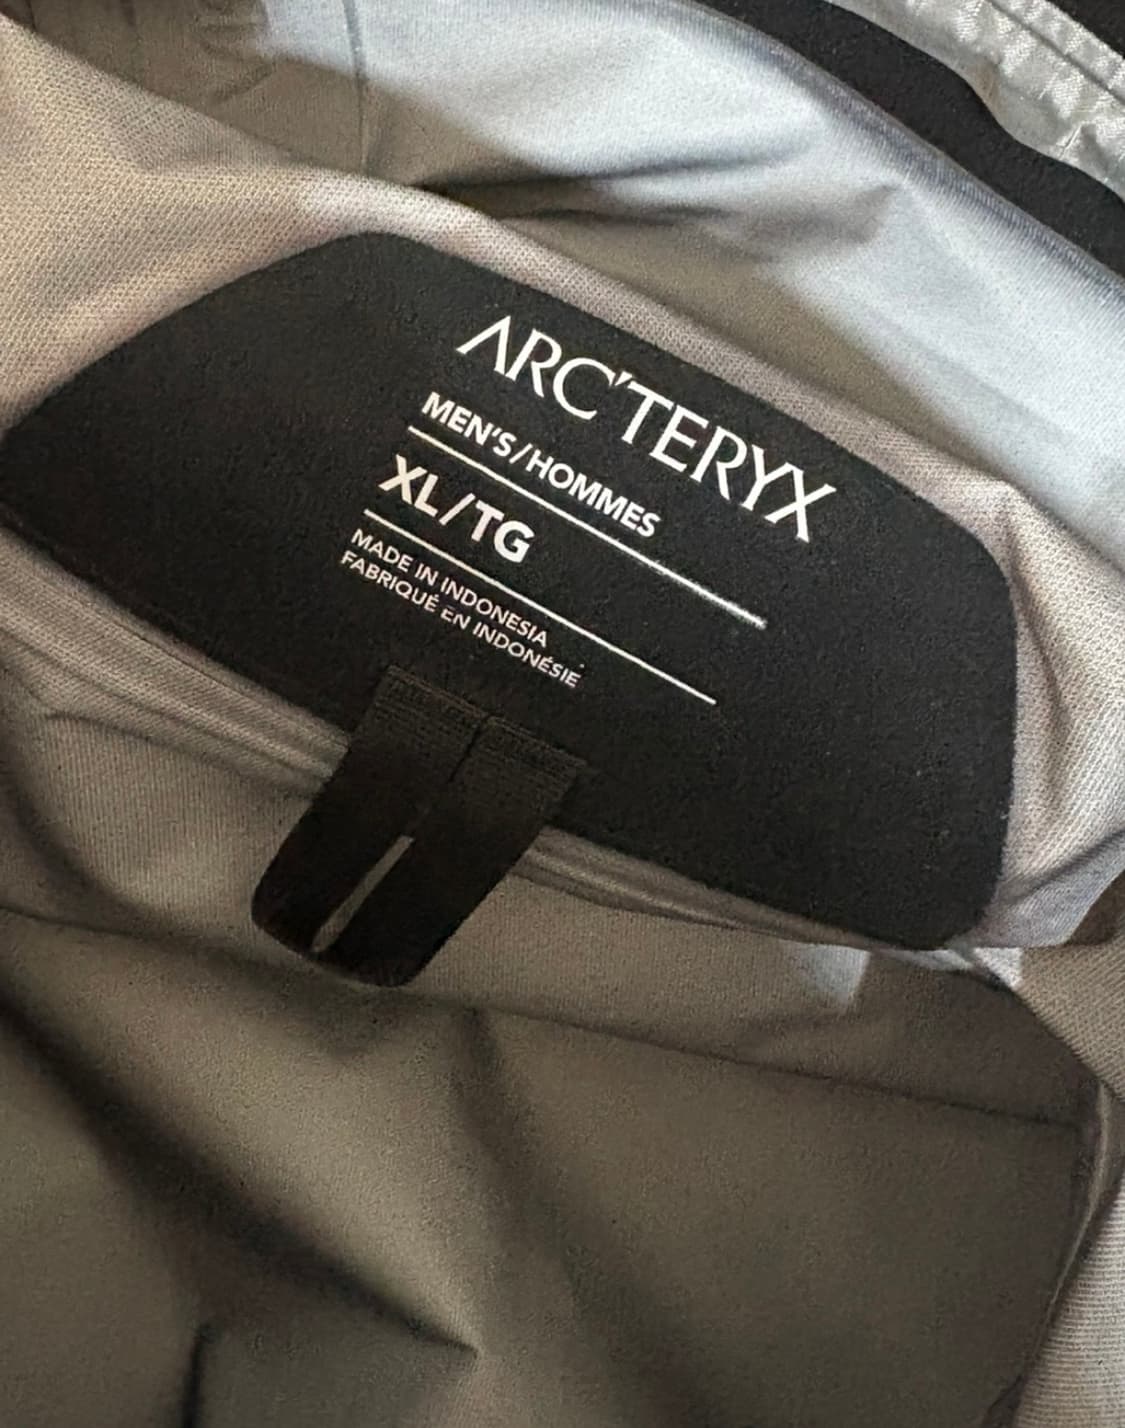 ARC'TERYX
MEN'S/HOMMES
XL/TG
MADE IN INDONESIA
FABRIQUÉ EN INDONÉSIE